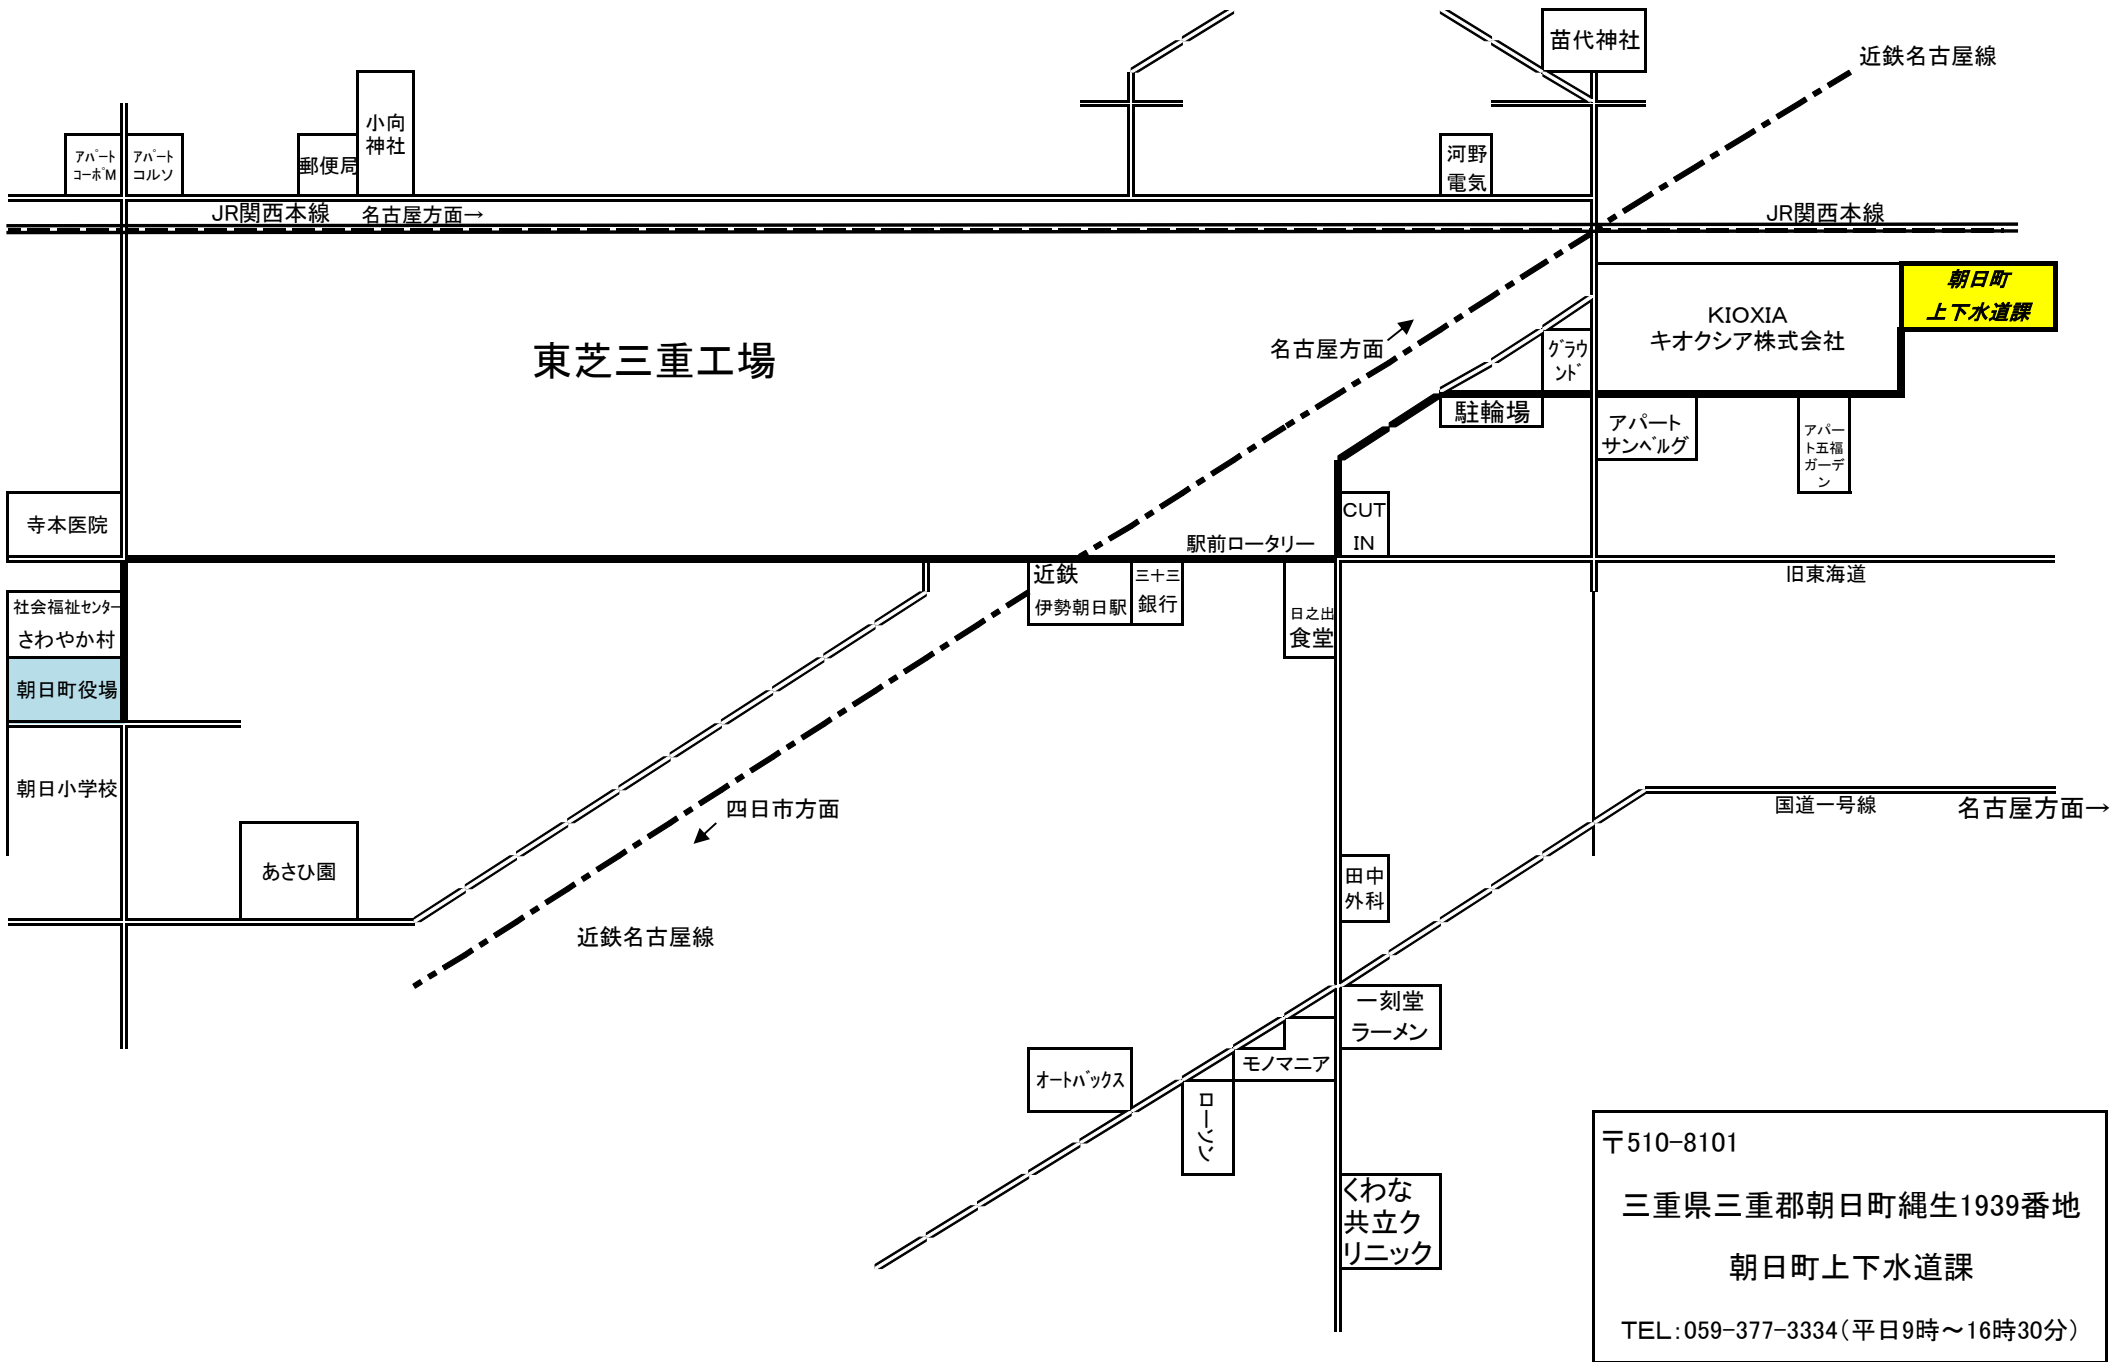 苗代神社
近鉄名古屋線
小向
神社
アパート
コーポM
アパート
コルソ
郵便局
河野
電気
JR関西本線
名古屋方面→
JR関西本線
朝日町
上下水道課
KIOXIA
キオクシア株式会社
東芝三重工場
名古屋方面
グラウ
ンド
駐輪場
アパート
サンベルグ
アパー
ト五福
ガーデ
ン
寺本医院
CUT
IN
駅前ロータリー
旧東海道
近鉄
伊勢朝日駅
三十三
銀行
日之出
食堂
社会福祉センター
さわやか村
朝日町役場
朝日小学校
四日市方面
国道一号線
名古屋方面→
あさひ園
田中
外科
近鉄名古屋線
一刻堂
ラーメン
モノマニア
オートバックス
ローソン
くわな
共立ク
リニック
〒510-8101
三重県三重郡朝日町縄生1939番地
朝日町上下水道課
TEL:059-377-3334(平日9時～16時30分)